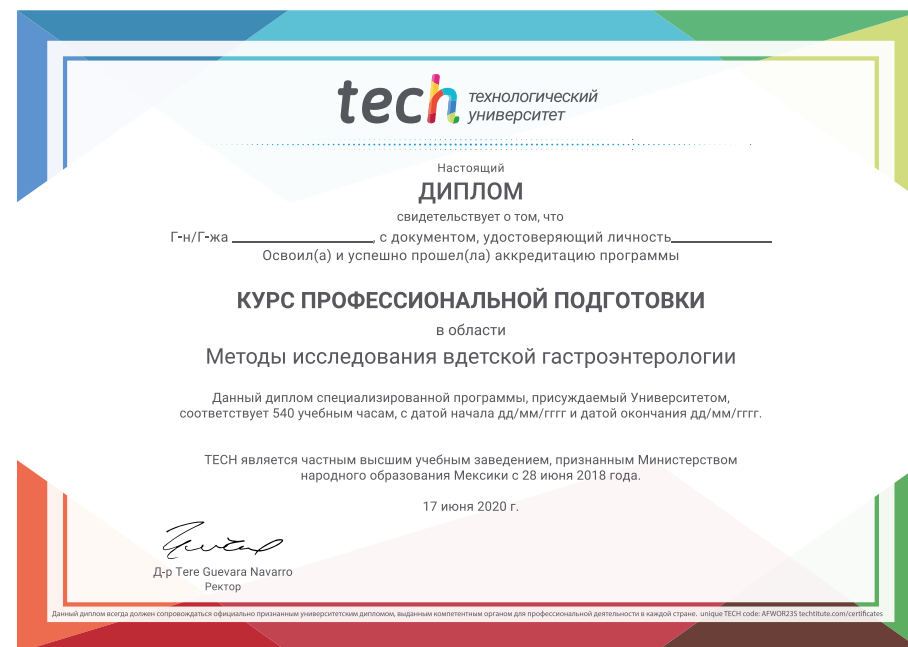 tech технологический
университет
Настоящий
ДИПЛОМ
свидетельствует о том, что
Г-н/Г-жа , с документом, удостоверяющий личность
Освоил(а) и успешно прошел(ла) аккредитацию программы
КУРС ПРОФЕССИОНАЛЬНОЙ ПОДГОТОВКИ
в области
Методы исследования вдетской гастроэнтерологии
Данный диплом специализированной программы, присуждаемый Университетом,
соответствует 540 учебным часам, с датой начала дд/мм/гггг и датой окончания дд/мм/гггг.
TECH является частным высшим учебным заведением, признанным Министерством
народного образования Мексики с 28 июня 2018 года.
17 июня 2020 г.
Д-р Tere Guevara Navarro
Ректор
Данный диплом всегда должен сопровождаться официально признанным университетским дипломом, выданным компетентным органом для профессиональной деятельности в каждой стране. unique TECH code: AFWOR23S techtitute.com/certificates